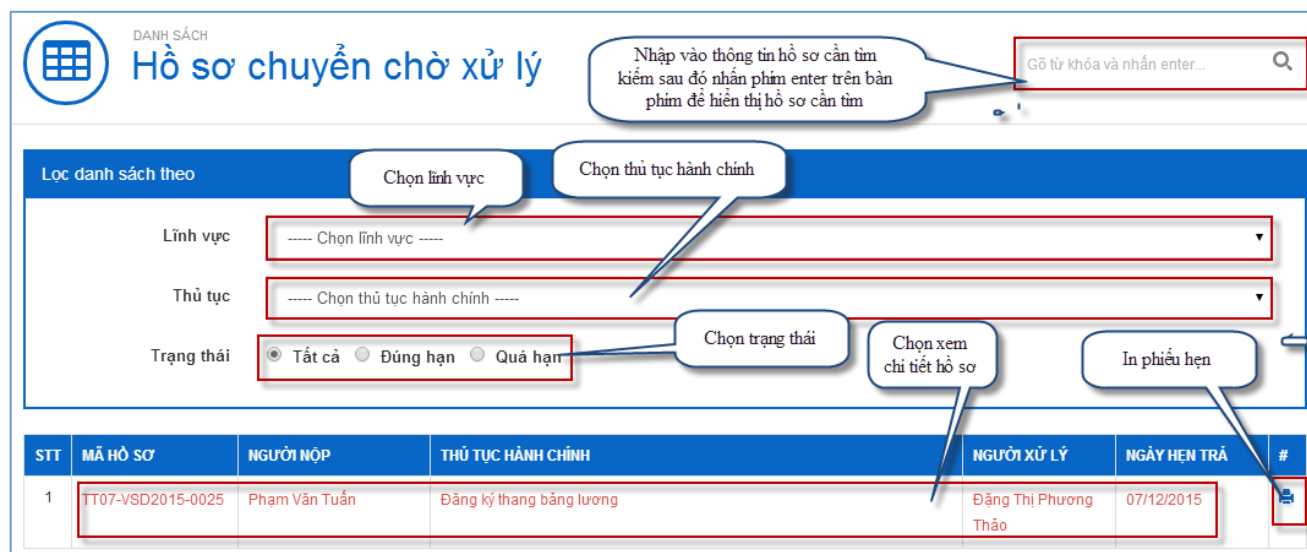 DANH SÁCH
Hồ sơ chuyển chờ xử lý
Nhập vào thông tin hồ sơ cần tìm
kiếm sau đó nhấn phím enter trên bàn
phím để hiển thị hồ sơ cần tìm
Gõ từ khóa và nhấn enter...
Lọc danh sách theo
Chọn lĩnh vực
Chọn thủ tục hành chính
Lĩnh vực
----- Chọn lĩnh vực -----
Thủ tục
----- Chọn thủ tục hành chính -----
Trạng thái
Tất cả
Đúng hạn
Quá hạn
Chọn trạng thái
Chọn xem
chi tiết hồ sơ
In phiếu hẹn
STT MÃ HỒ SƠ NGƯỜI NỘP THỦ TỤC HÀNH CHÍNH NGƯỜI XỬ LÝ NGÀY HẸN TRẢ #
1 TT07-VSD2015-0025 Phạm Văn Tuấn Đăng ký thang bảng lương Đặng Thị Phương 07/12/2015
Thảo